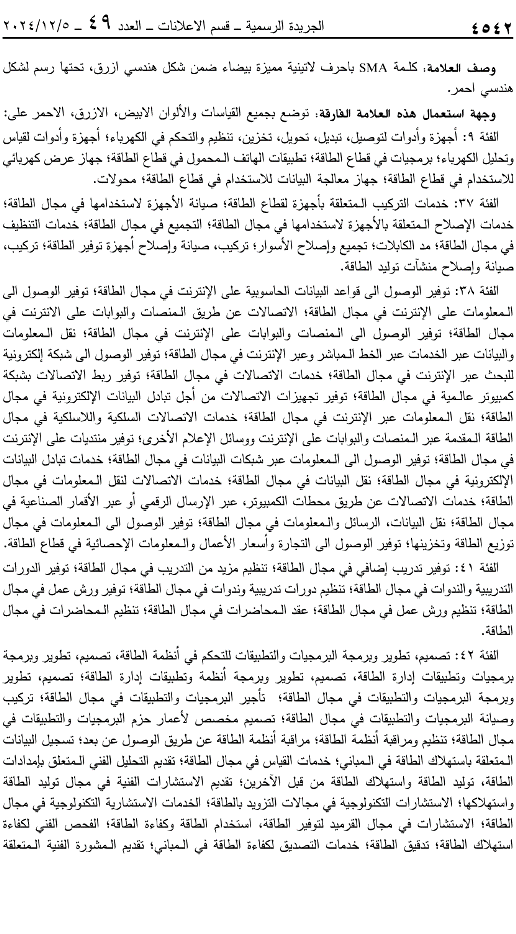 ٤٥٤٢ الجريدة الرسمية ــ قسم الاعلانات ــ العدد ٤٩ ــ ٢٠٢٤/١٢/٥
وصف العلامة: كلمة SMA باحرف لاتينية مميزة بيضاء ضمن شكل هندسي ازرق، تحتها رسم لشكل
هندسي احمر.
وجهة استعمال هذه العلامة الفارقة: توضع بجميع القياسات والألوان الابيض، الازرق، الاحمر على:
الفئة ٩: أجهزة وأدوات لتوصيل، تبديل، تحويل، تخزين، تنظيم والتحكم في الكهرباء؛ أجهزة وأدوات لقياس
وتحليل الكهرباء؛ برمجيات في قطاع الطاقة؛ تطبيقات الهاتف المحمول في قطاع الطاقة؛ جهاز عرض كهربائي
للاستخدام في قطاع الطاقة؛ جهاز معالجة البيانات للاستخدام في قطاع الطاقة؛ محولات.
الفئة ٣٧: خدمات التركيب المتعلقة بأجهزة لقطاع الطاقة؛ صيانة الأجهزة لاستخدامها في مجال الطاقة؛
خدمات الإصلاح المتعلقة بالأجهزة لاستخدامها في مجال الطاقة؛ التجميع في مجال الطاقة؛ خدمات التنظيف
في مجال الطاقة؛ مد الكابلات؛ تجميع وإصلاح الأسوار؛ تركيب، صيانة وإصلاح أجهزة توفير الطاقة؛ تركيب،
صيانة وإصلاح منشآت توليد الطاقة.
الفئة ٣٨: توفير الوصول الى قواعد البيانات الحاسوبية على الإنترنت في مجال الطاقة؛ توفير الوصول الى
المعلومات على الإنترنت في مجال الطاقة؛ الاتصالات عن طريق المنصات والبوابات على الانترنت في
مجال الطاقة؛ توفير الوصول الى المنصات والبوابات على الإنترنت في مجال الطاقة؛ نقل المعلومات
والبيانات عبر الخدمات عبر الخط المباشر وعبر الإنترنت في مجال الطاقة؛ توفير الوصول الى شبكة إلكترونية
للبحث عبر الإنترنت في مجال الطاقة؛ خدمات الاتصالات في مجال الطاقة؛ توفير ربط الاتصالات بشبكة
كمبيوتر عالمية في مجال الطاقة؛ توفير تجهيزات الاتصالات من أجل تبادل البيانات الإلكترونية في مجال
الطاقة؛ نقل المعلومات عبر الإنترنت في مجال الطاقة؛ خدمات الاتصالات السلكية واللاسلكية في مجال
الطاقة المقدمة عبر المنصات والبوابات على الإنترنت ووسائل الإعلام الأخرى؛ توفير منتديات على الإنترنت
في مجال الطاقة؛ توفير الوصول الى المعلومات عبر شبكات البيانات في مجال الطاقة؛ خدمات تبادل البيانات
الإلكترونية في مجال الطاقة؛ نقل البيانات في مجال الطاقة؛ خدمات الاتصالات لنقل المعلومات في مجال
الطاقة؛ خدمات الاتصالات عن طريق محطات الكمبيوتر، عبر الإرسال الرقمي أو عبر الأقمار الصناعية في
مجال الطاقة؛ نقل البيانات، الرسائل والمعلومات في مجال الطاقة؛ توفير الوصول الى المعلومات في مجال
توزيع الطاقة وتخزينها؛ توفير الوصول الى التجارة وأسعار الأعمال والمعلومات الإحصائية في قطاع الطاقة.
الفئة ٤١: توفير تدريب إضافي في مجال الطاقة؛ تنظيم مزيد من التدريب في مجال الطاقة؛ توفير الدورات
التدريبية والندوات في مجال الطاقة؛ تنظيم دورات تدريبية وندوات في مجال الطاقة؛ توفير ورش عمل في مجال
الطاقة؛ تنظيم ورش عمل في مجال الطاقة؛ عقد المحاضرات في مجال الطاقة؛ تنظيم المحاضرات في مجال
الطاقة.
الفئة ٤٢: تصميم، تطوير وبرمجة البرمجيات والتطبيقات للتحكم في أنظمة الطاقة، تصميم، تطوير وبرمجة
برمجيات وتطبيقات إدارة الطاقة، تصميم، تطوير وبرمجة أنظمة وتطبيقات إدارة الطاقة؛ تصميم، تطوير
وبرمجة البرمجيات والتطبيقات في مجال الطاقة؛ تأجير البرمجيات والتطبيقات في مجال الطاقة؛ تركيب
وصيانة البرمجيات والتطبيقات في مجال الطاقة؛ تصميم مخصص لأعمار حزم البرمجيات والتطبيقات في
مجال الطاقة؛ تنظيم ومراقبة أنظمة الطاقة؛ مراقبة أنظمة الطاقة عن طريق الوصول عن بعد؛ تسجيل البيانات
المتعلقة باستهلاك الطاقة في المباني؛ خدمات القياس في مجال الطاقة؛ تقديم التحليل الفني المتعلق بإمدادات
الطاقة، توليد الطاقة واستهلاك الطاقة من قبل الآخرين؛ تقديم الاستشارات الفنية في مجال توليد الطاقة
واستهلاكها؛ الاستشارات التكنولوجية في مجالات التزويد بالطاقة؛ الخدمات الاستشارية التكنولوجية في مجال
الطاقة؛ الاستشارات في مجال القرميد لتوفير الطاقة، استخدام الطاقة وكفاءة الطاقة؛ الفحص الفني لكفاءة
استهلاك الطاقة؛ تدقيق الطاقة؛ خدمات التصديق لكفاءة الطاقة في المباني؛ تقديم المشورة الفنية المتعلقة